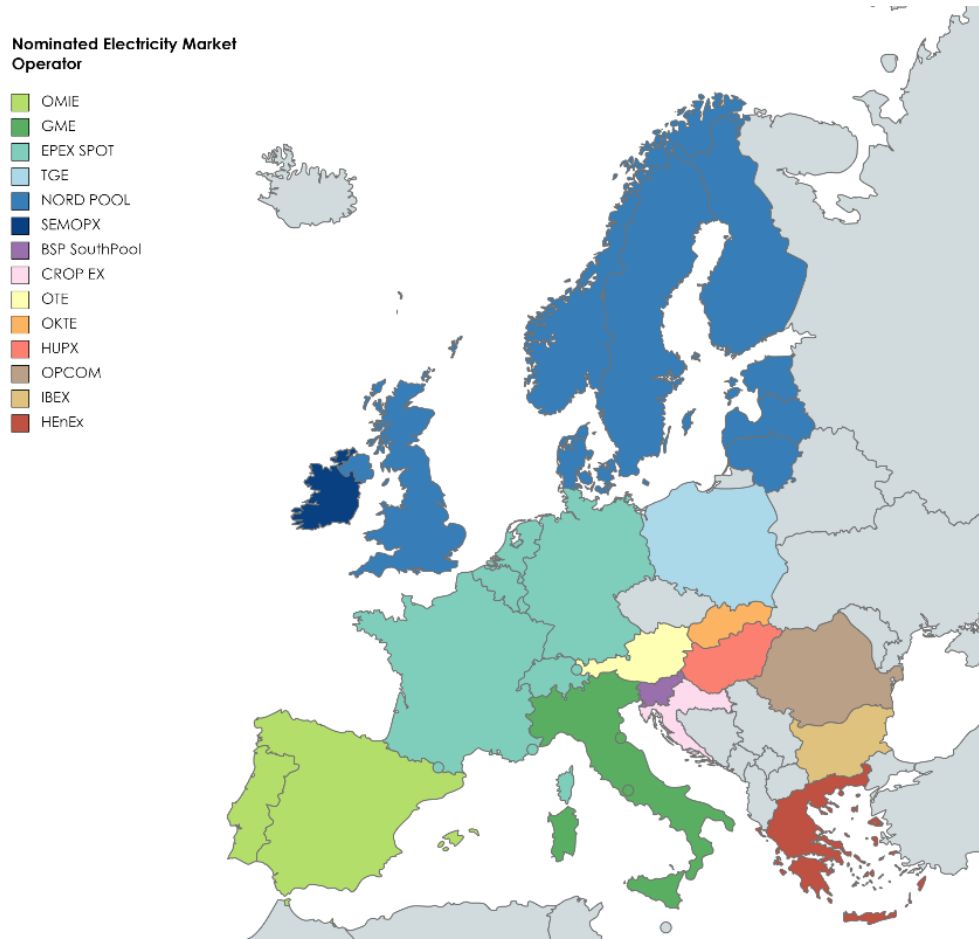 Nominated Electricity Market
Operator
OMIE
GME
EPEX SPOT
TGE
NORD POOL
SEMOPX
BSP SouthPool
CROP EX
OTE
OKTE
HUPX
OPCOM
IBEX
HEnEx